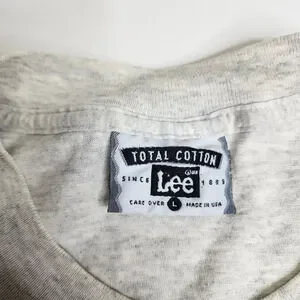 TOTAL COTTON
SINCE Lee 1889
CARE OVER L MADE IN USA